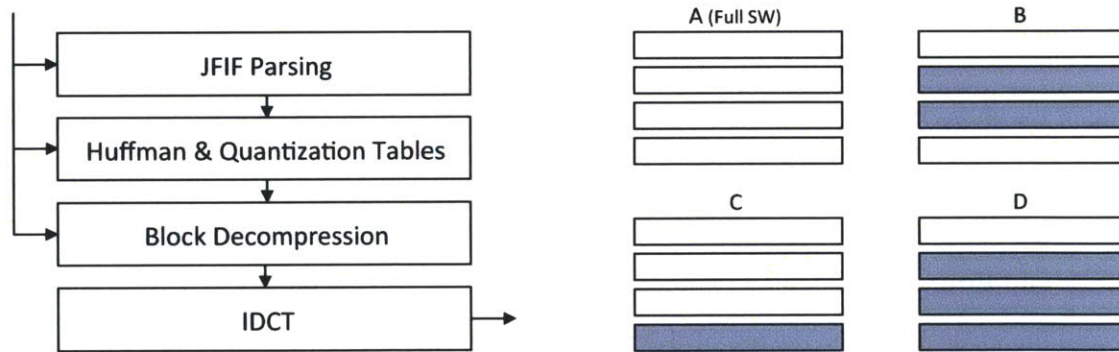 JFIF Parsing
Huffman & Quantization Tables
Block Decompression
IDCT
A (Full SW)
B
C
D